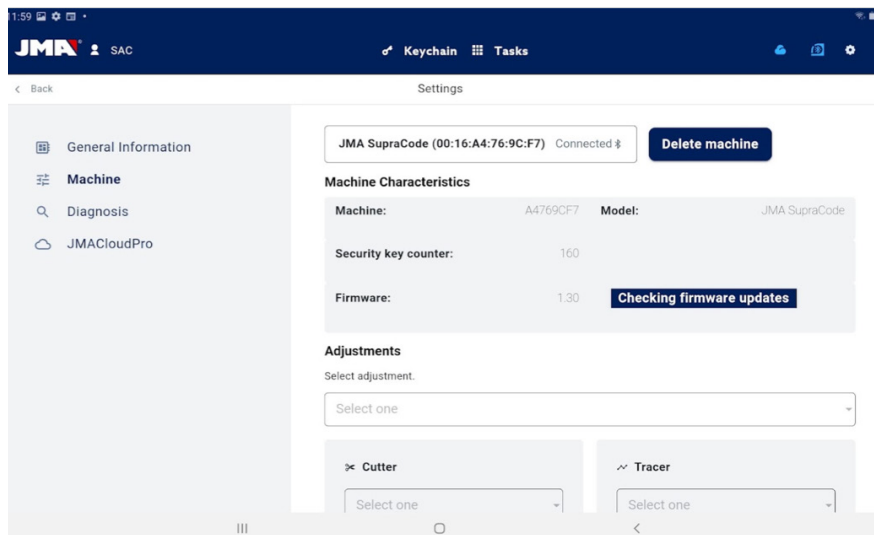 11:59
JMA SAC Keychain Tasks
Back Settings
General Information
Machine
Diagnosis
JMACloudPro
JMA SupraCode (00:16:A4:76:9C:F7) Connected
Delete machine
Machine Characteristics
Machine: A4769CF7 Model: JMA SupraCode
Security key counter: 160
Firmware: 1.30 Checking firmware updates
Adjustments
Select adjustment.
Select one
Cutter Tracer
Select one Select one